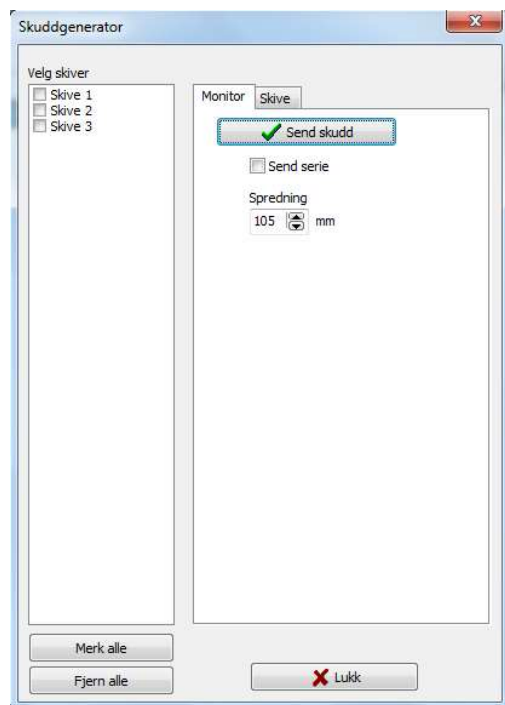 Skuddgenerator
Velg skiver
Skive 1
Skive 2
Skive 3
Monitor
Skive
Send skudd
Send serie
Spredning
105 mm
Merk alle
Fjern alle
Lukk